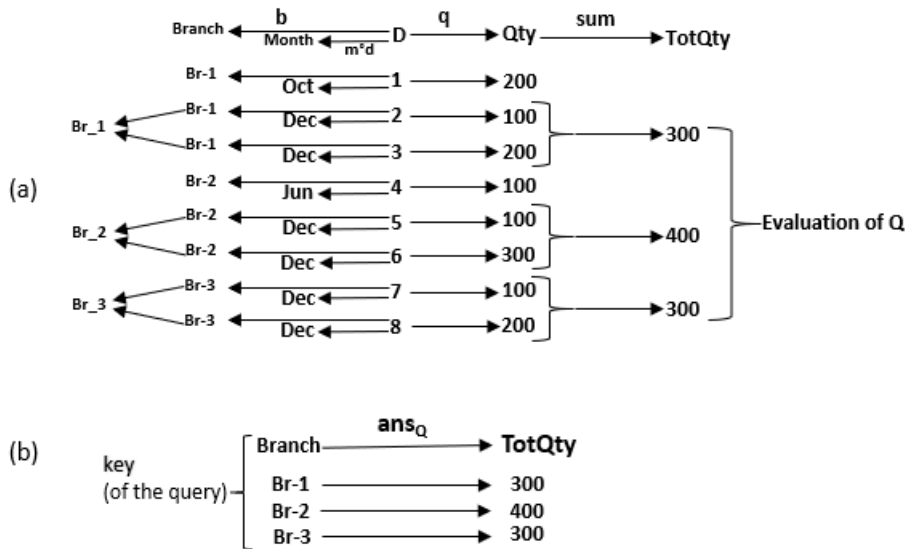 b q sum
Branch Month D Qty TotQty
m°d
Br-1 Oct 1 200
Br-1 Dec 2 100
Br_1 300
Br-1 Dec 3 200
(a) Br-2 Jun 4 100
Evaluation of Q
Br-2 Dec 5 100
Br_2 400
Br-2 Dec 6 300
Br-3 Dec 7 100
Br_3 300
Br-3 Dec 8 200
ansQ
(b) Branch TotQty
key
(of the query)
Br-1 300
Br-2 400
Br-3 300